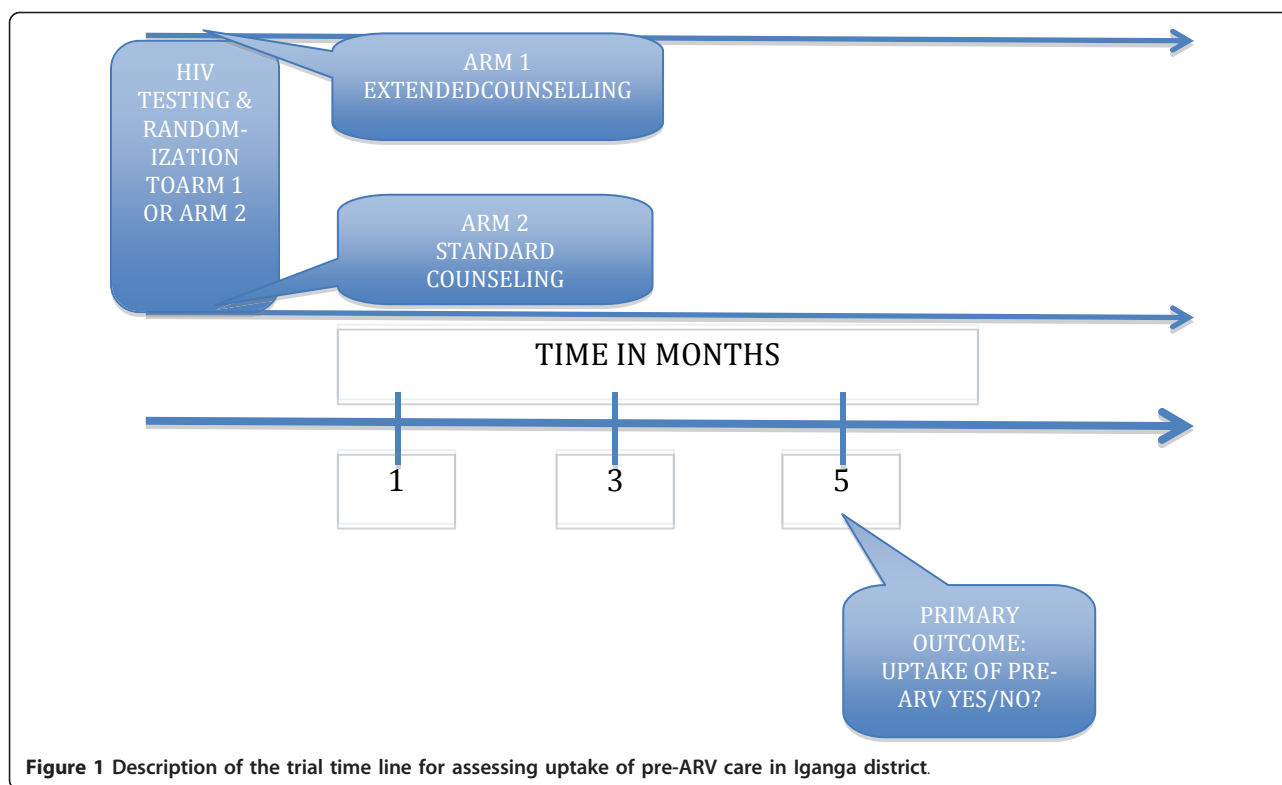 HIV
TESTING &
RANDOM-
IZATION
TOARM 1
OR ARM 2
ARM 1
EXTENDEDCOUNSELLING
ARM 2
STANDARD
COUNSELING
TIME IN MONTHS
1
3
5
PRIMARY
OUTCOME:
UPTAKE OF PRE-
ARV YES/NO?
Figure 1 Description of the trial time line for assessing uptake of pre-ARV care in Iganga district.